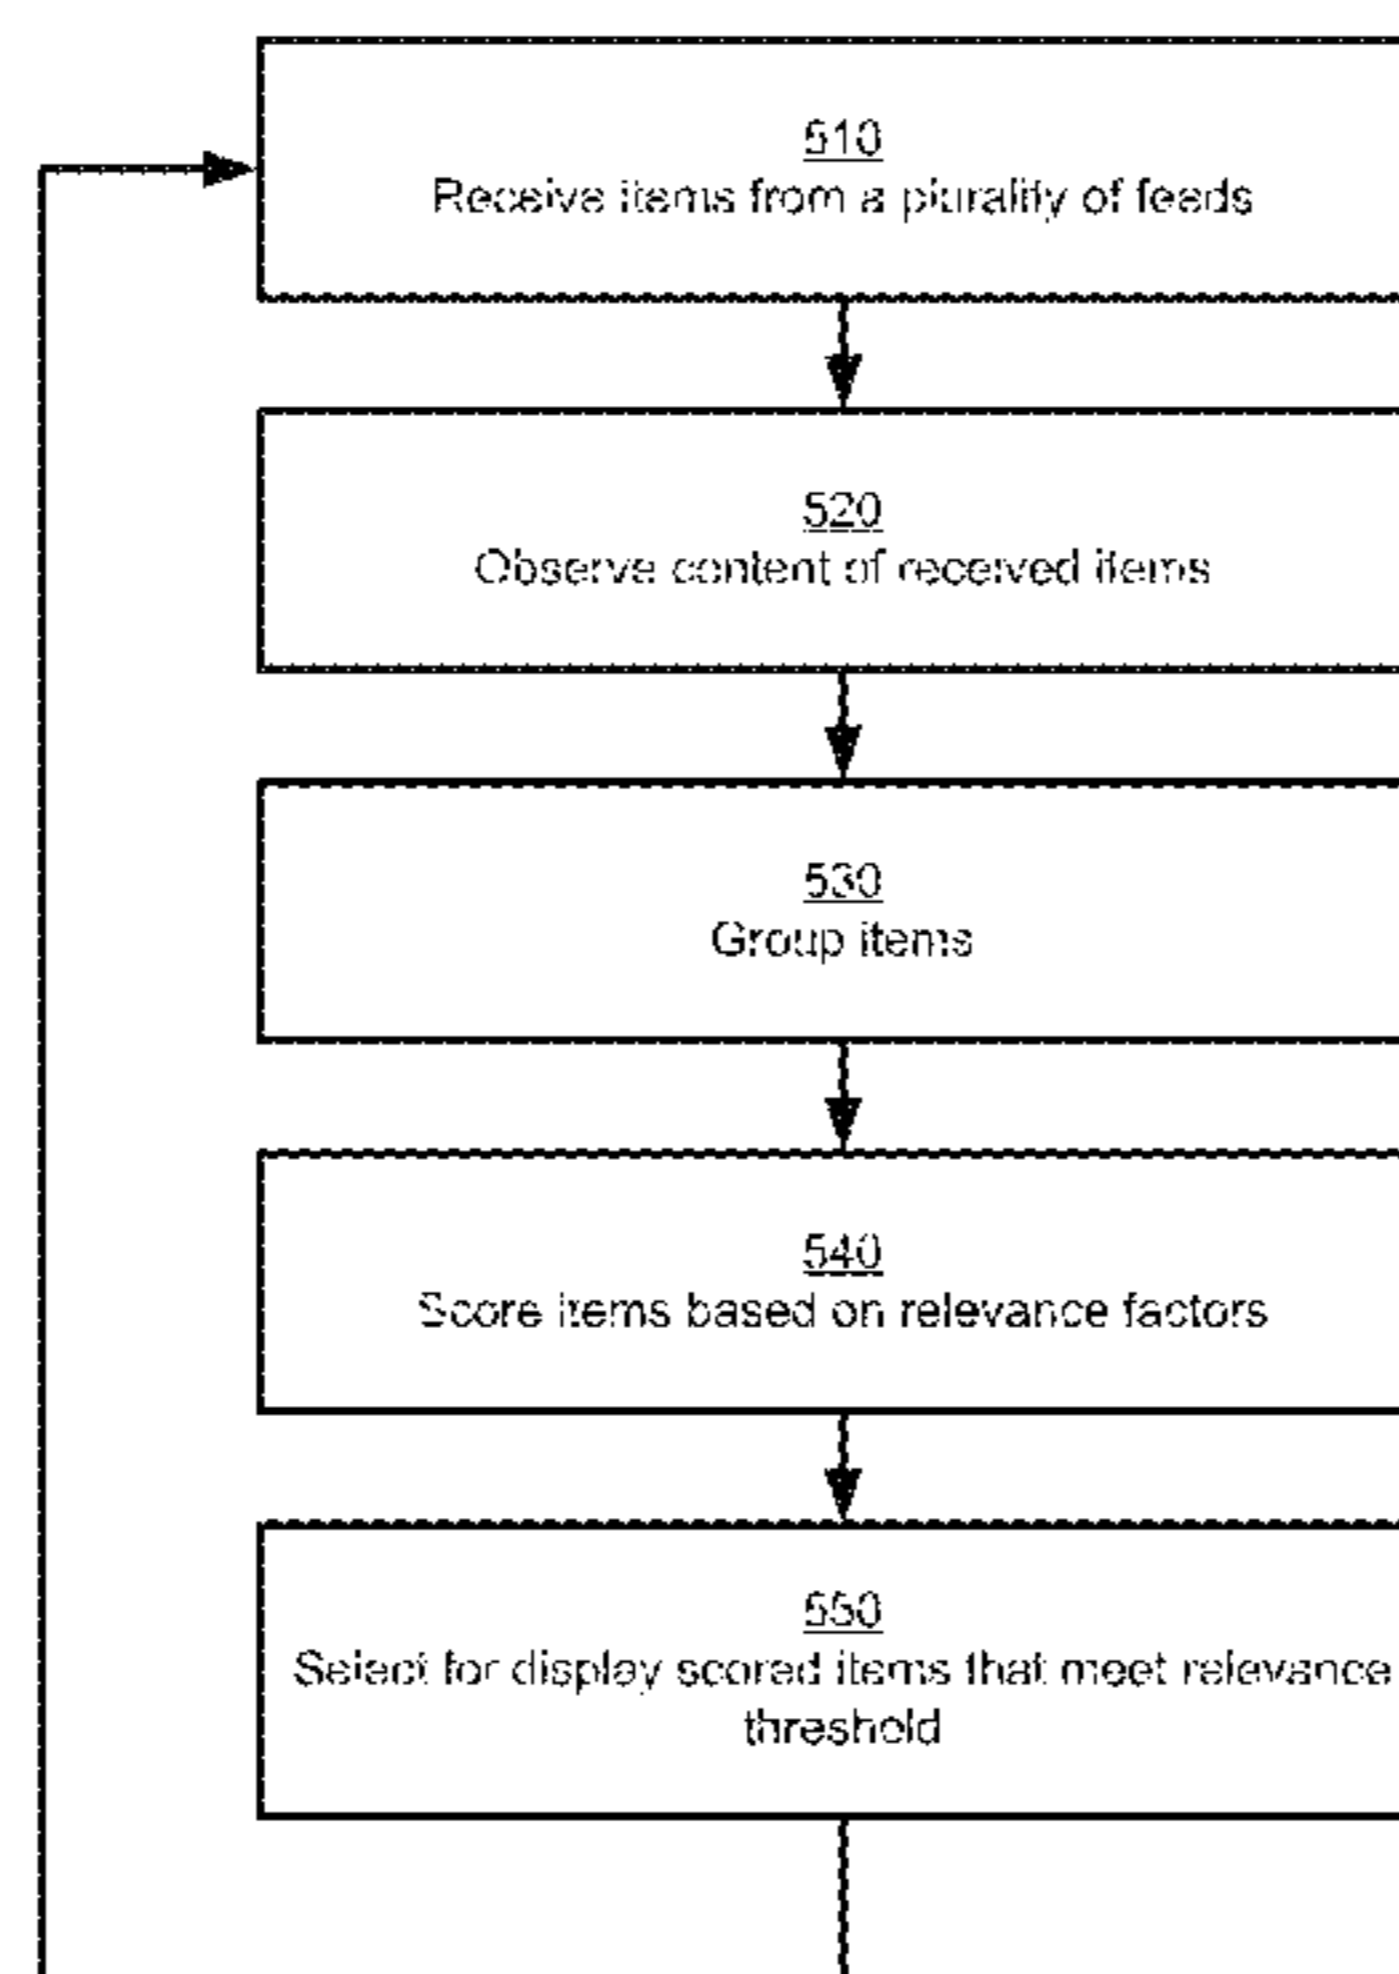 510
Receive items from a plurality of feeds
520
Observe content of received items
530
Group items
540
Score items based on relevance factors
550
Select for display scored items that meet relevance
threshold